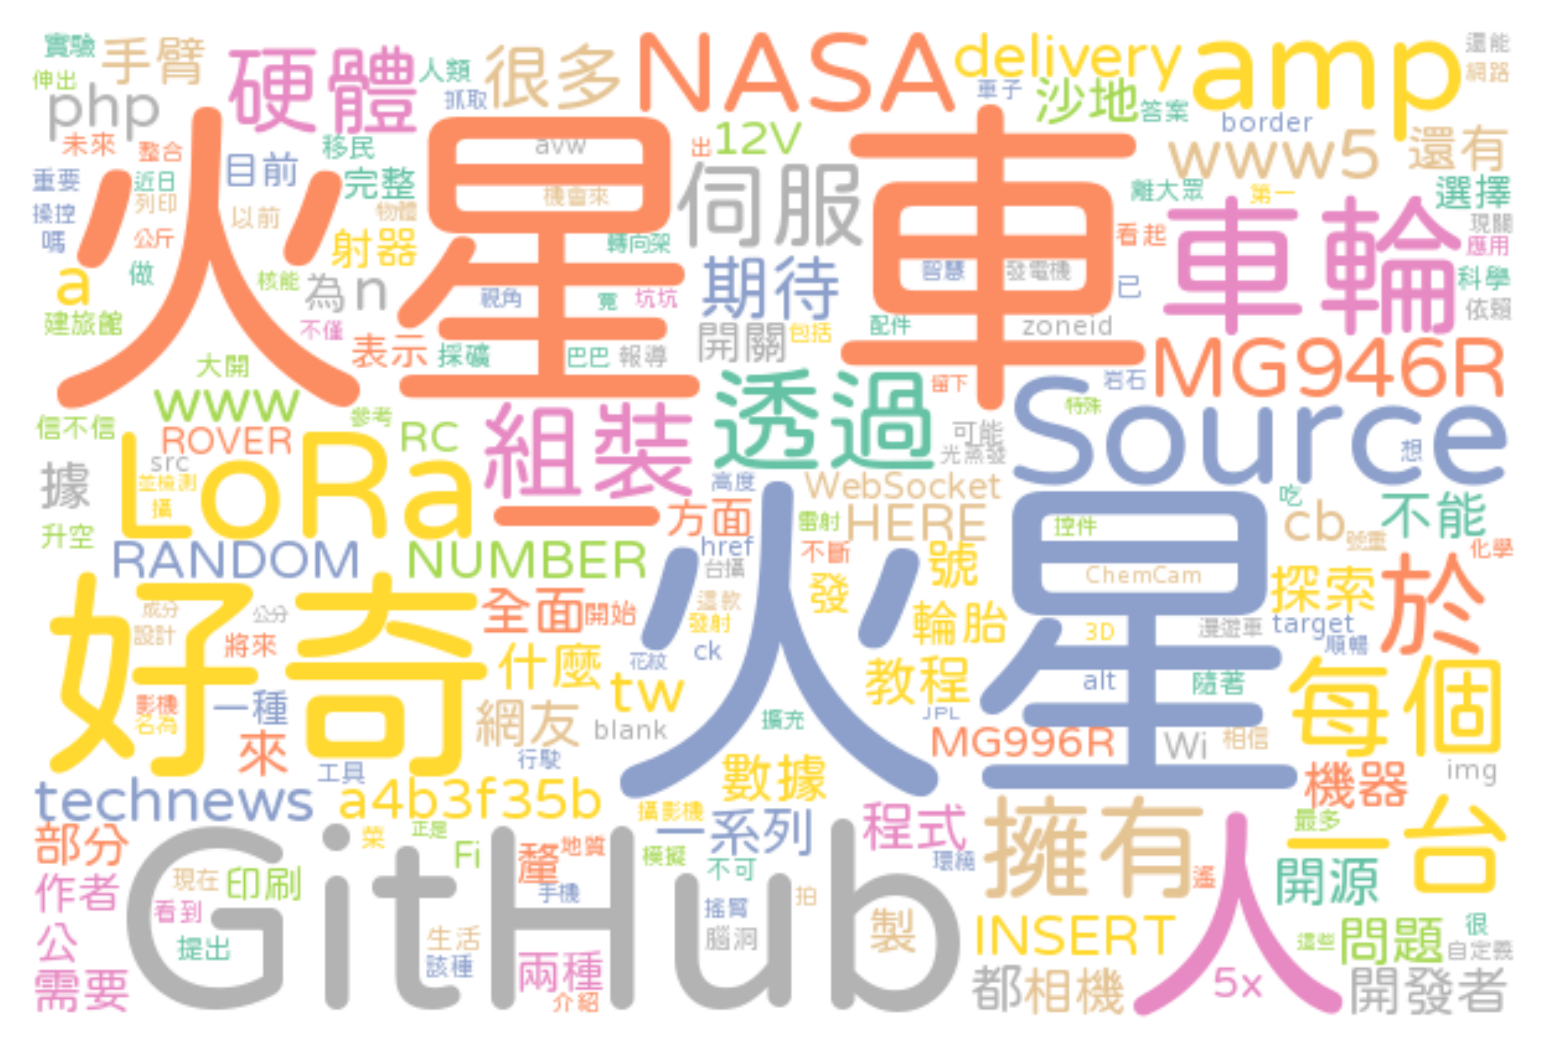 實驗
手臂
硬體
人類
很多
NASA
delivery
amp
還能
網路
伸出
php
抓取
車子
沙地
答案
border
未來
整合
移民
avw
出
12V
www5
還有
重要
近日
目前
完整
火星車
機會來
伺服
離大眾
第一
選擇
操控
列印
以前
物體
現關
嗎
公斤
射器
轉向架
看起
車輪
應用
a
做
核能
為n
視角
寬
坑坑
期待
智慧
發電機
已
科學
依賴
建旅館
不僅
表示
採礦
巴巴
報導
開關
包括
配件
zoneid
大開
www
透過
留下
岩石
MG946R
信不信
ROVER
參考
RC
組裝
可能
光蒸發
特殊
Source
想
據
src
並檢測
攝
LoRa
高度
WebSocket
吃
升空
一
方面
雷射
HERE
控件
cb
號重
不能
RANDOM
NUMBER
href
台攝
不斷
號
火星
ChemCam
化學
好奇
成分
公分
設計
將來
全面
開始
這款
發射
發
輪胎
3D
漫遊車
探索
target
順暢
於
影機
名為
一種
來
什麼
花紋
ck
tw
教程
alt
隨著
每個
網友
blank
擴充
JPL
MG996R
Wi
相信
img
工具
行駛
數據
機器
technews
a4b3f35b
攝影機
一系列
程式
擁有
最多
一台
部分
菜
正是
Fi
釐
地質
模擬
不可
環繞
遙
人
開源
作者
現在
印刷
手機
拍
看到
GitHub
搖臂
製
INSERT
問題
很
公
提出
生活
腦洞
這些
自定義
需要
該種
兩種
介紹
都
相機
5x
開發者